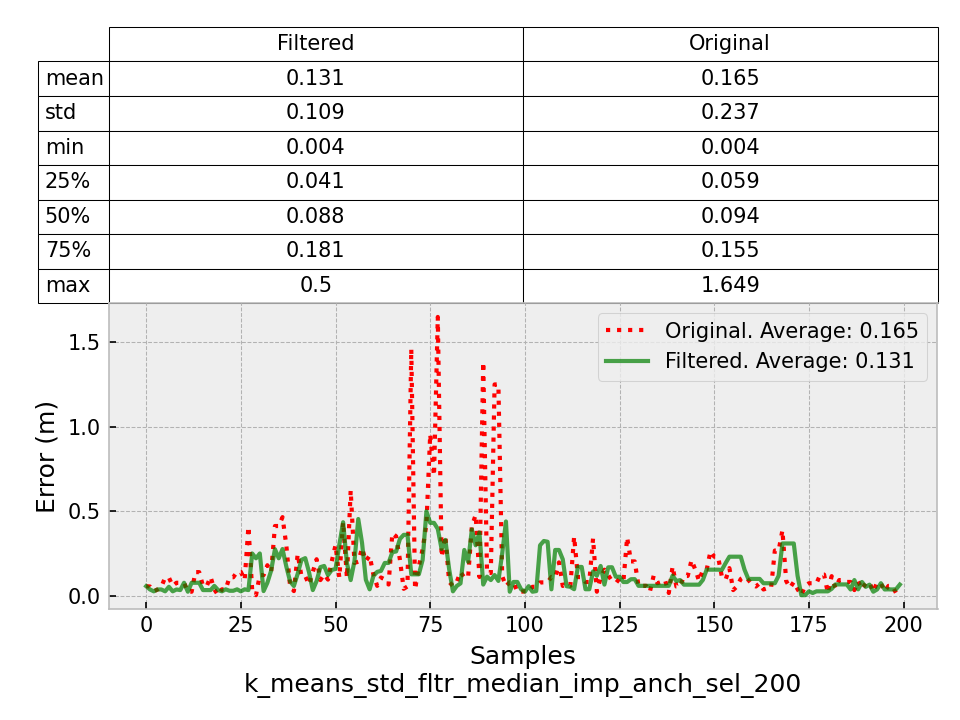 Filtered Original
mean 0.131 0.165
std 0.109 0.237
min 0.004 0.004
25% 0.041 0.059
50% 0.088 0.094
75% 0.181 0.155
max 0.5 1.649
Original. Average: 0.165
Filtered. Average: 0.131
1.5
1.0
0.5
0.0
Error (m)
0 25 50 75 100 125 150 175 200
Samples
k_means_std_fltr_median_imp_anch_sel_200